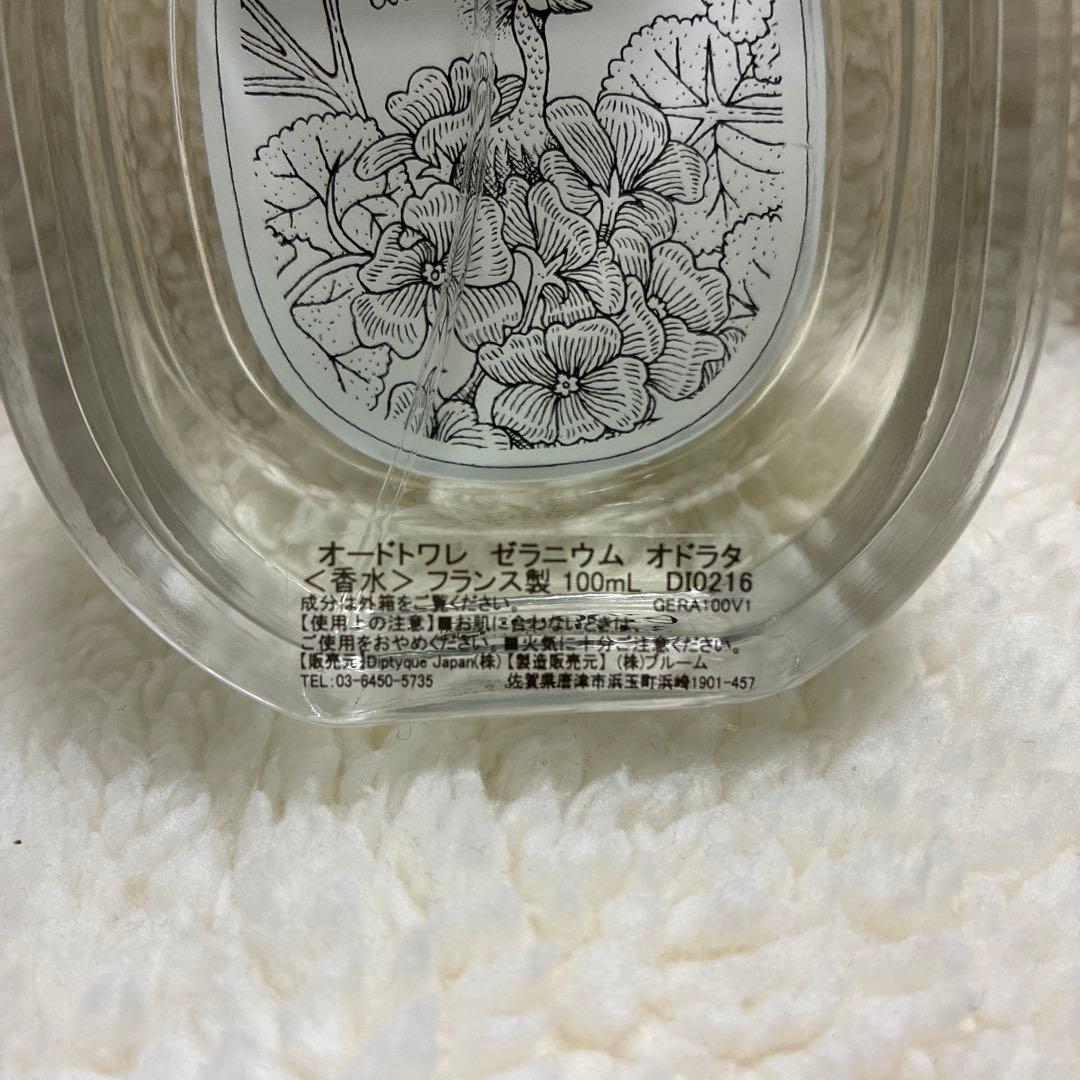 オードトワレ ゼラニウム オドラタ
＜香水＞ フランス製 100mL DI0216
成分は外箱をご覧ください。 GERA100V1
【使用上の注意】■お肌に合わないときは、
ご使用をおやめください。■火気に十分ご注意ください。
【販売元】Diptyque Japan(株)【製造販売元】 (株)ブルーム
TEL:03-6450-5735 佐賀県唐津市浜玉町浜崎1901-457